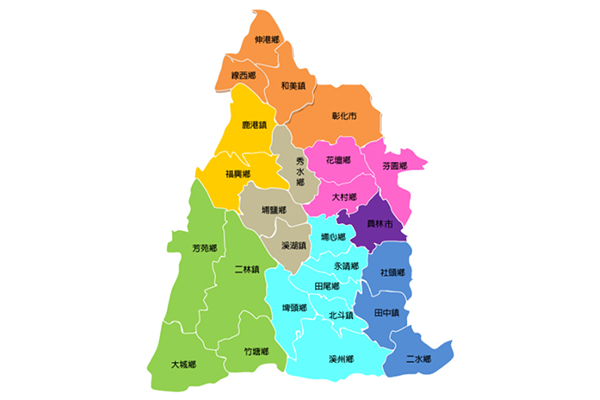 伸港鄉
線西鄉
和美鎮
彰化市
鹿港鎮
花壇鄉
芬園鄉
秀水鄉
福興鄉
大村鄉
埔鹽鄉
員林市
埔心鄉
芳苑鄉
溪湖鎮
永靖鄉
二林鎮
社頭鄉
田尾鄉
埤頭鄉
北斗鎮
田中鎮
竹塘鄉
溪州鄉
二水鄉
大城鄉